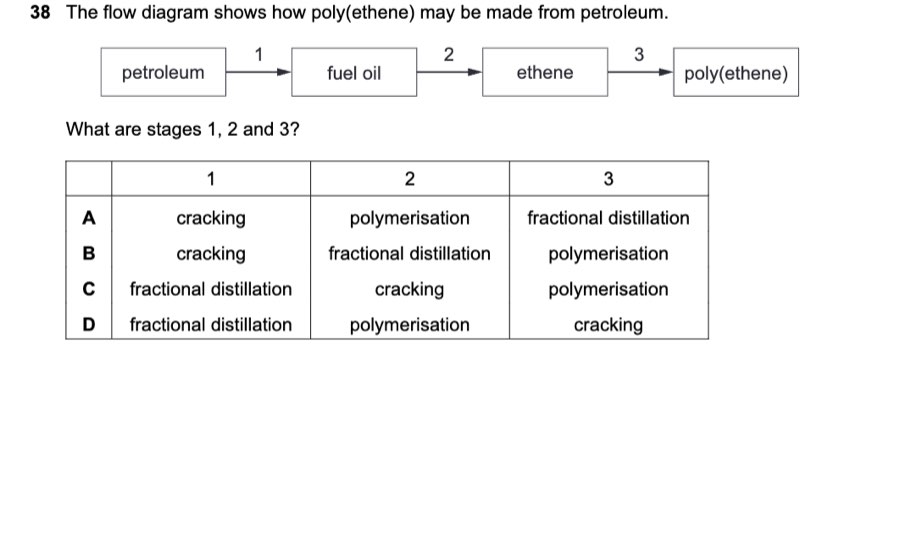 38 The flow diagram shows how poly(ethene) may be made from petroleum.
petroleum 1 fuel oil 2 ethene 3 poly(ethene)
What are stages 1, 2 and 3?
1 2 3
A cracking polymerisation fractional distillation
B cracking fractional distillation polymerisation
C fractional distillation cracking polymerisation
D fractional distillation polymerisation cracking